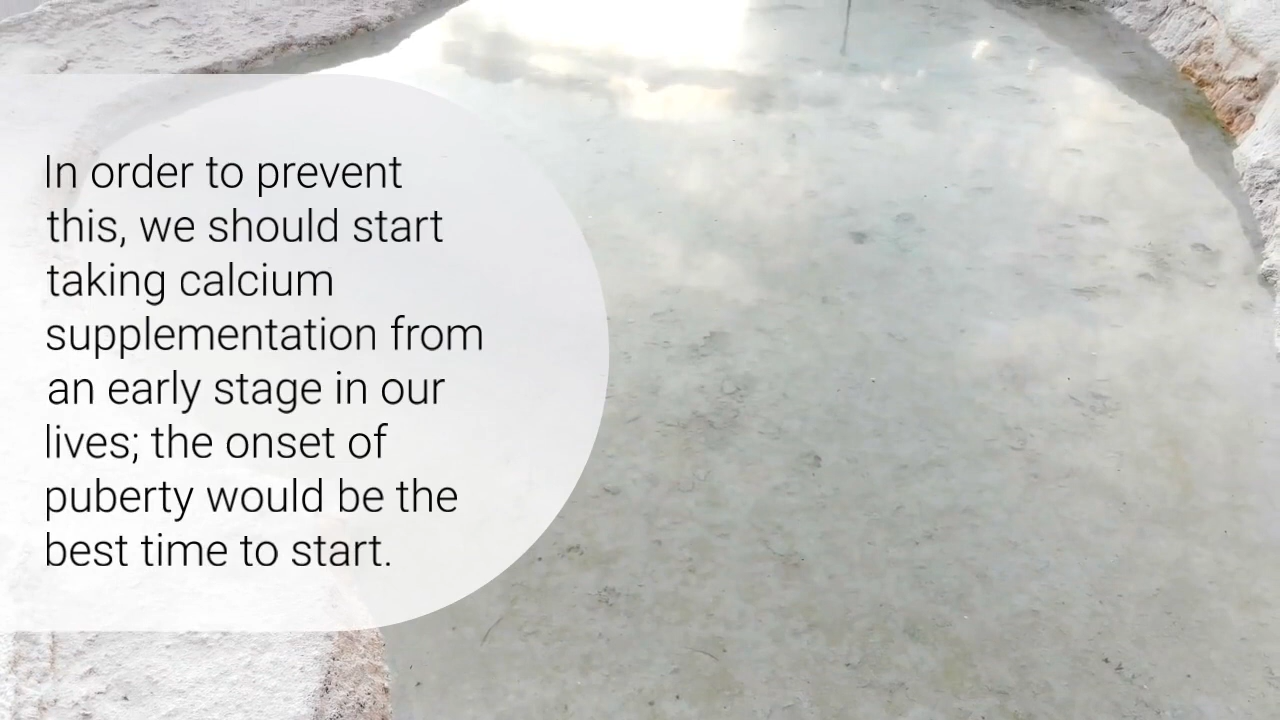 In order to prevent
this, we should start
taking calcium
supplementation from
an early stage in our
lives; the onset of
puberty would be the
best time to start.